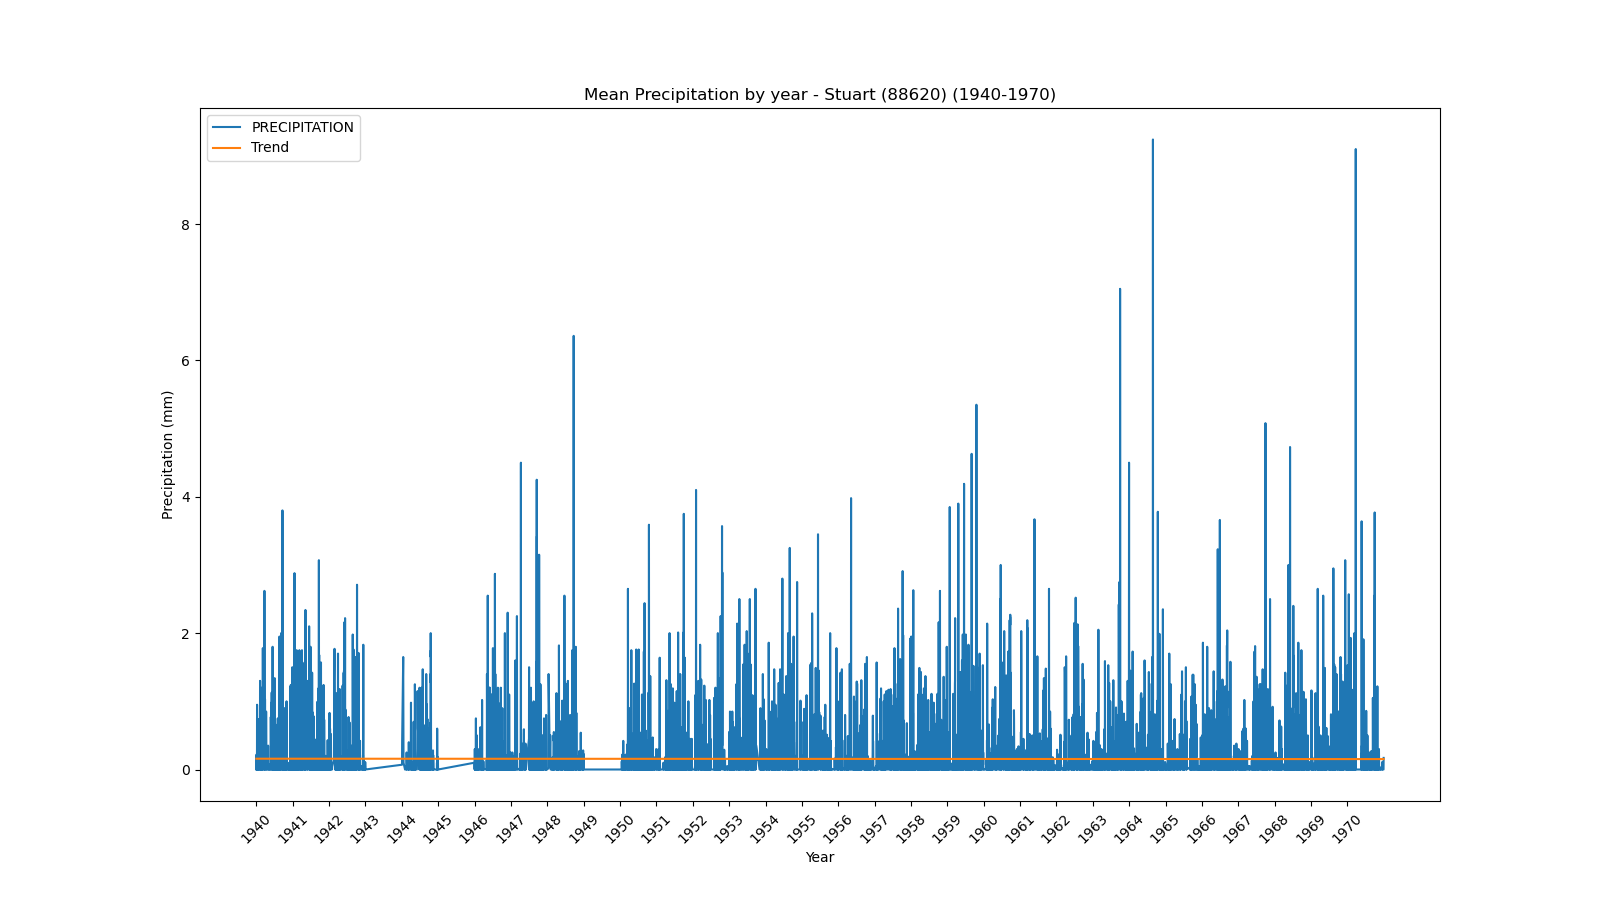 Mean Precipitation by year - Stuart (88620) (1940-1970)
PRECIPITATION
Trend
8
6
4
2
0
Precipitation (mm)
1940 1941 1942 1943 1944 1945 1946 1947 1948 1949 1950 1951 1952 1953 1954 1955 1956 1957 1958 1959 1960 1961 1962 1963 1964 1965 1966 1967 1968 1969 1970
Year